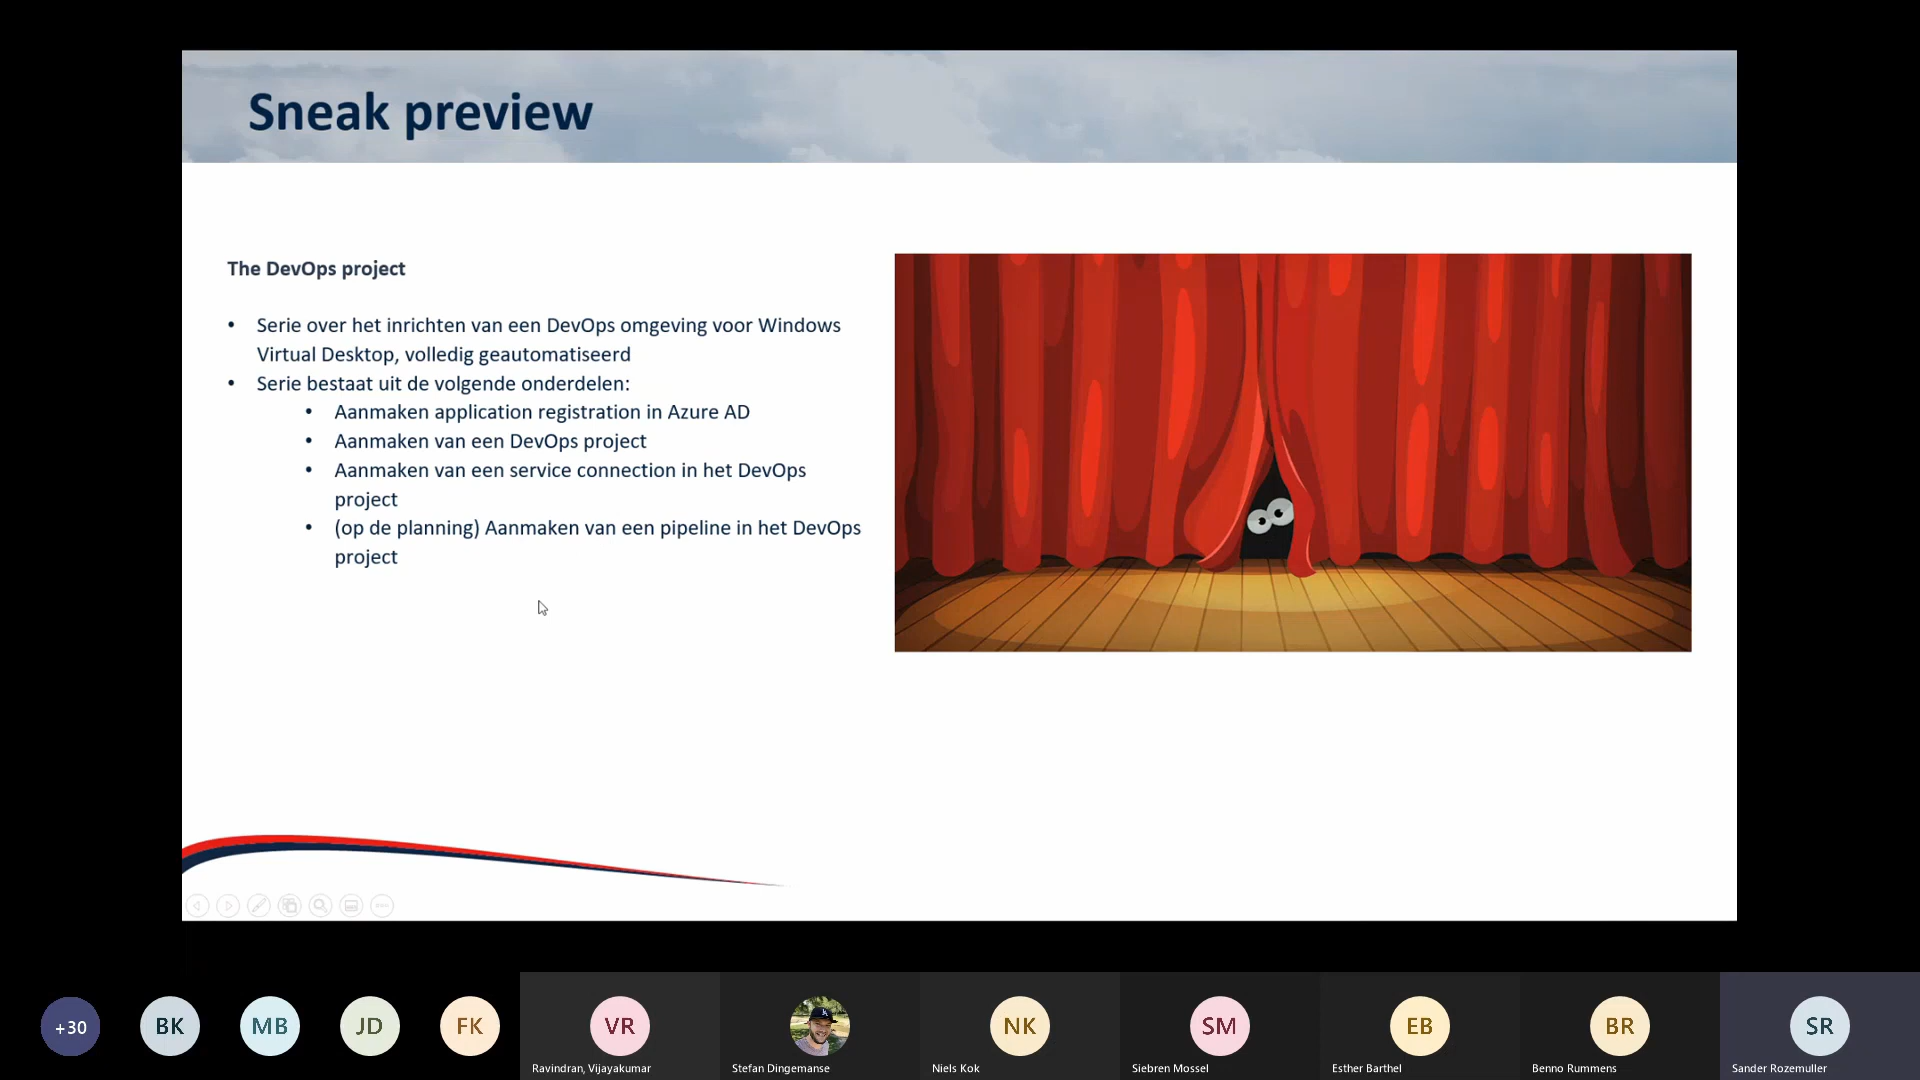 Sneak preview
The DevOps project
• Serie over het inrichten van een DevOps omgeving voor Windows
Virtual Desktop, volledig geautomatiseerd
• Serie bestaat uit de volgende onderdelen:
• Aanmaken application registration in Azure AD
• Aanmaken van een DevOps project
• Aanmaken van een service connection in het DevOps
project
• (op de planning) Aanmaken van een pipeline in het DevOps
project
+30
BK
MB
JD
FK
VR
NK
SM
EB
BR
SR
Ravindran, Vijayakumar
Stefan Dingemanse
Niels Kok
Siebren Mossel
Esther Barthel
Benno Rummens
Sander Rozemuller